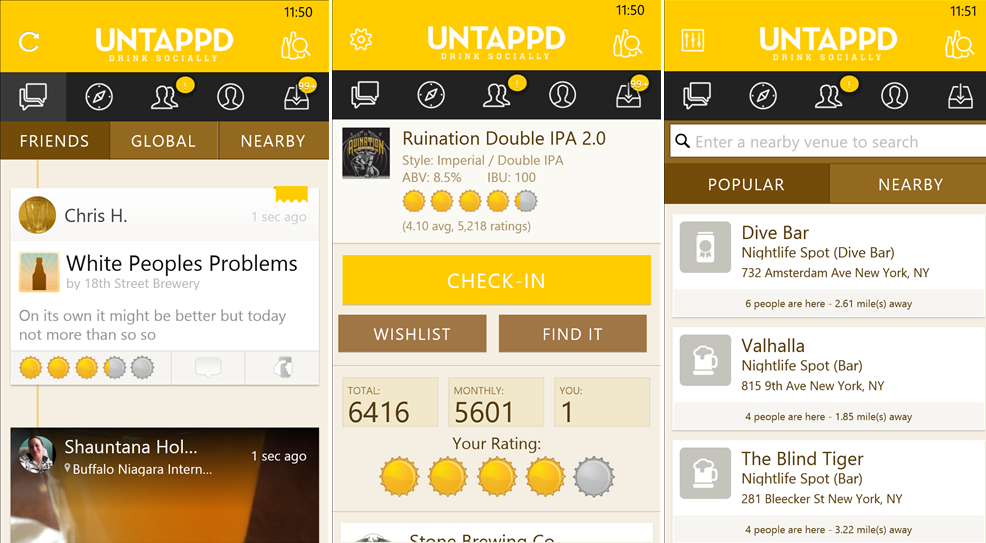 11:50
UNTAPPD
DRINK SOCIALLY
!
99+
FRIENDS
GLOBAL
NEARBY
Chris H.
1 sec ago
White Peoples Problems
by 18th Street Brewery
On its own it might be better but today
not more than so so
Shauntana Hol...
1 sec ago
Buffalo Niagara Intern...
11:50
UNTAPPD
DRINK SOCIALLY
!
99+
RUINATION
Ruination Double IPA 2.0
Style: Imperial / Double IPA
ABV: 8.5% IBU: 100
(4.10 avg, 5,218 ratings)
CHECK-IN
WISHLIST
FIND IT
TOTAL:
6416
MONTHLY:
5601
YOU:
1
Your Rating:
Stone Brewing Co.
11:51
UNTAPPD
DRINK SOCIALLY
!
Enter a nearby venue to search
POPULAR
NEARBY
Dive Bar
Nightlife Spot (Dive Bar)
732 Amsterdam Ave New York, NY
6 people are here - 2.61 mile(s) away
Valhalla
Nightlife Spot (Bar)
815 9th Ave New York, NY
4 people are here - 1.85 mile(s) away
The Blind Tiger
Nightlife Spot (Bar)
281 Bleecker St New York, NY
4 people are here - 3.22 mile(s) away